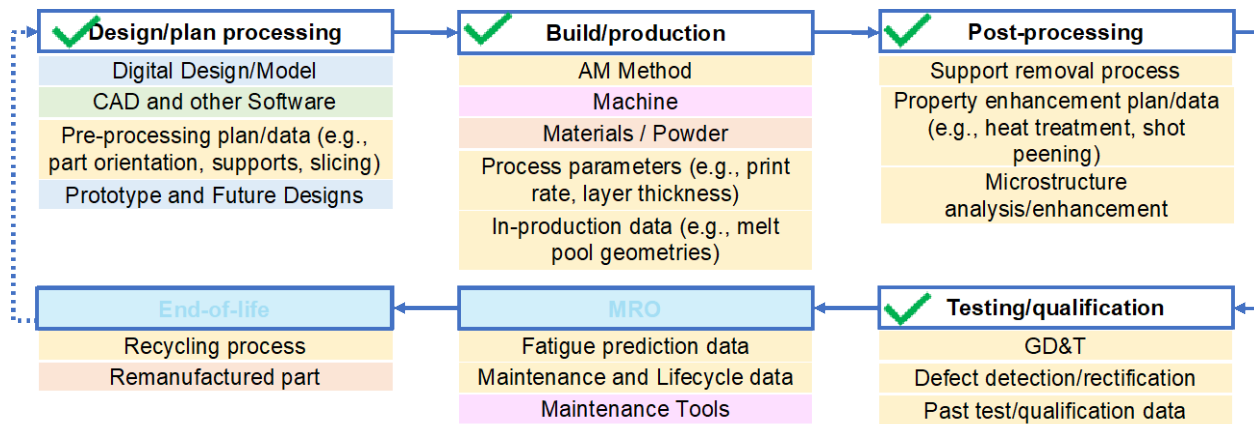 Design/plan processing
Digital Design/Model
CAD and other Software
Pre-processing plan/data (e.g.,
part orientation, supports, slicing)
Prototype and Future Designs
Build/production
AM Method
Machine
Materials / Powder
Process parameters (e.g., print
rate, layer thickness)
In-production data (e.g., melt
pool geometries)
Post-processing
Support removal process
Property enhancement plan/data
(e.g., heat treatment, shot
peening)
Microstructure
analysis/enhancement
End-of-life
Recycling process
Remanufactured part
MRO
Fatigue prediction data
Maintenance and Lifecycle data
Maintenance Tools
Testing/qualification
GD&T
Defect detection/rectification
Past test/qualification data